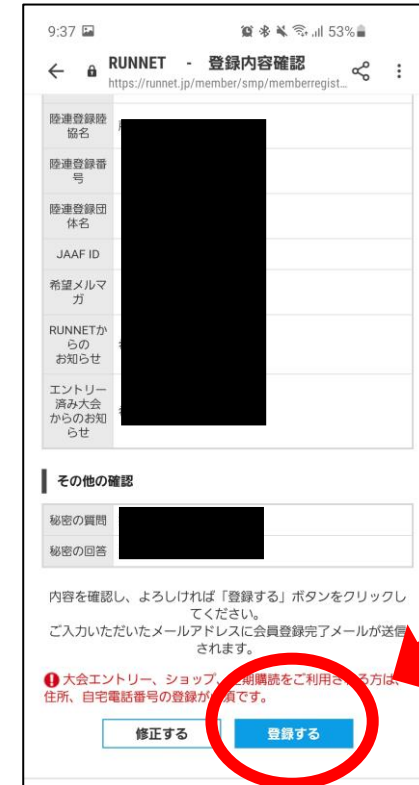 9:37 53%
RUNNET - 登録内容確認
https://runnet.jp/member/smp/memberregist...
陸連登録陸
協名
陸連登録番
号
陸連登録団
体名
JAAF ID
希望メルマ
ガ
RUNNETか
らの
お知らせ
エントリー
済み大会
からのお知
らせ
その他の確認
秘密の質問
秘密の回答
内容を確認し、よろしければ「登録する」ボタンをクリックし
てください。
ご入力いただいたメールアドレスに会員登録完了メールが送信
されます。
大会エントリー、ショップ、定期購読をご利用される方は、
住所、自宅電話番号の登録が必須です。
修正する 登録する